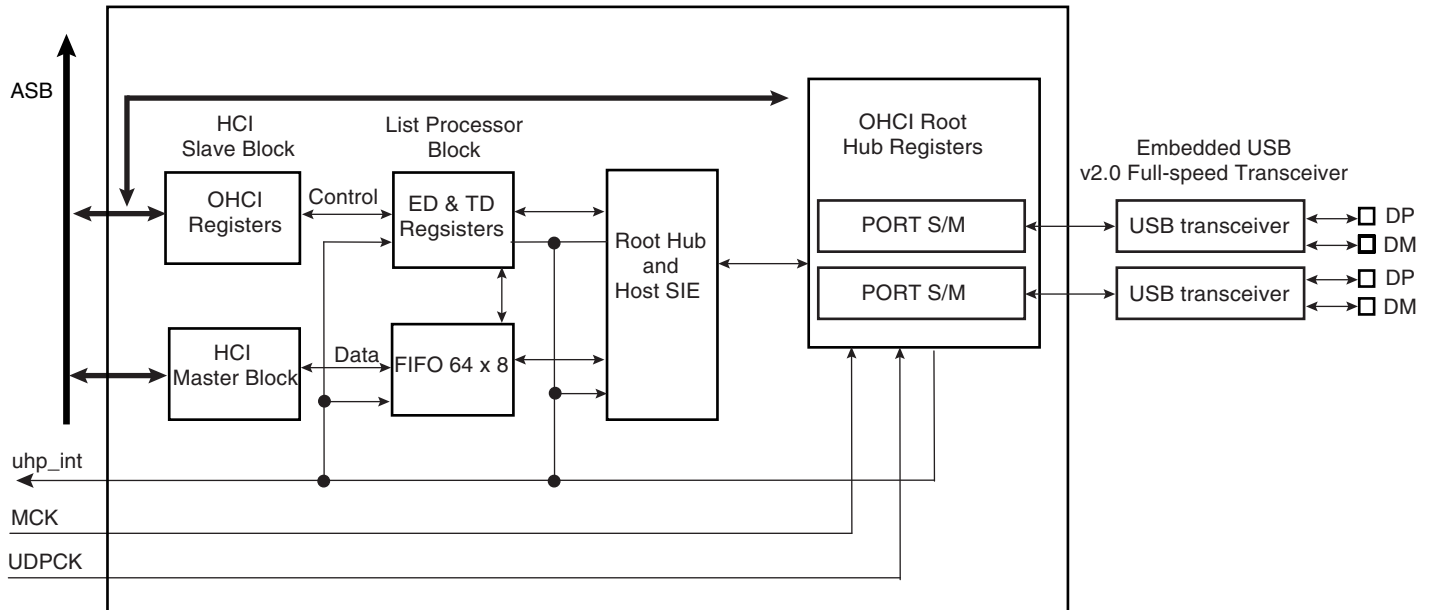 ASB
HCI
Slave Block
List Processor
Block
OHCI Root
Hub Registers
Embedded USB
v2.0 Full-speed Transceiver
OHCI
Registers
Control
ED & TD
Regsisters
Root Hub
and
Host SIE
PORT S/M
USB transceiver
DP
DM
PORT S/M
USB transceiver
DP
DM
HCI
Master Block
Data
FIFO 64 x 8
uhp_int
MCK
UDPCK